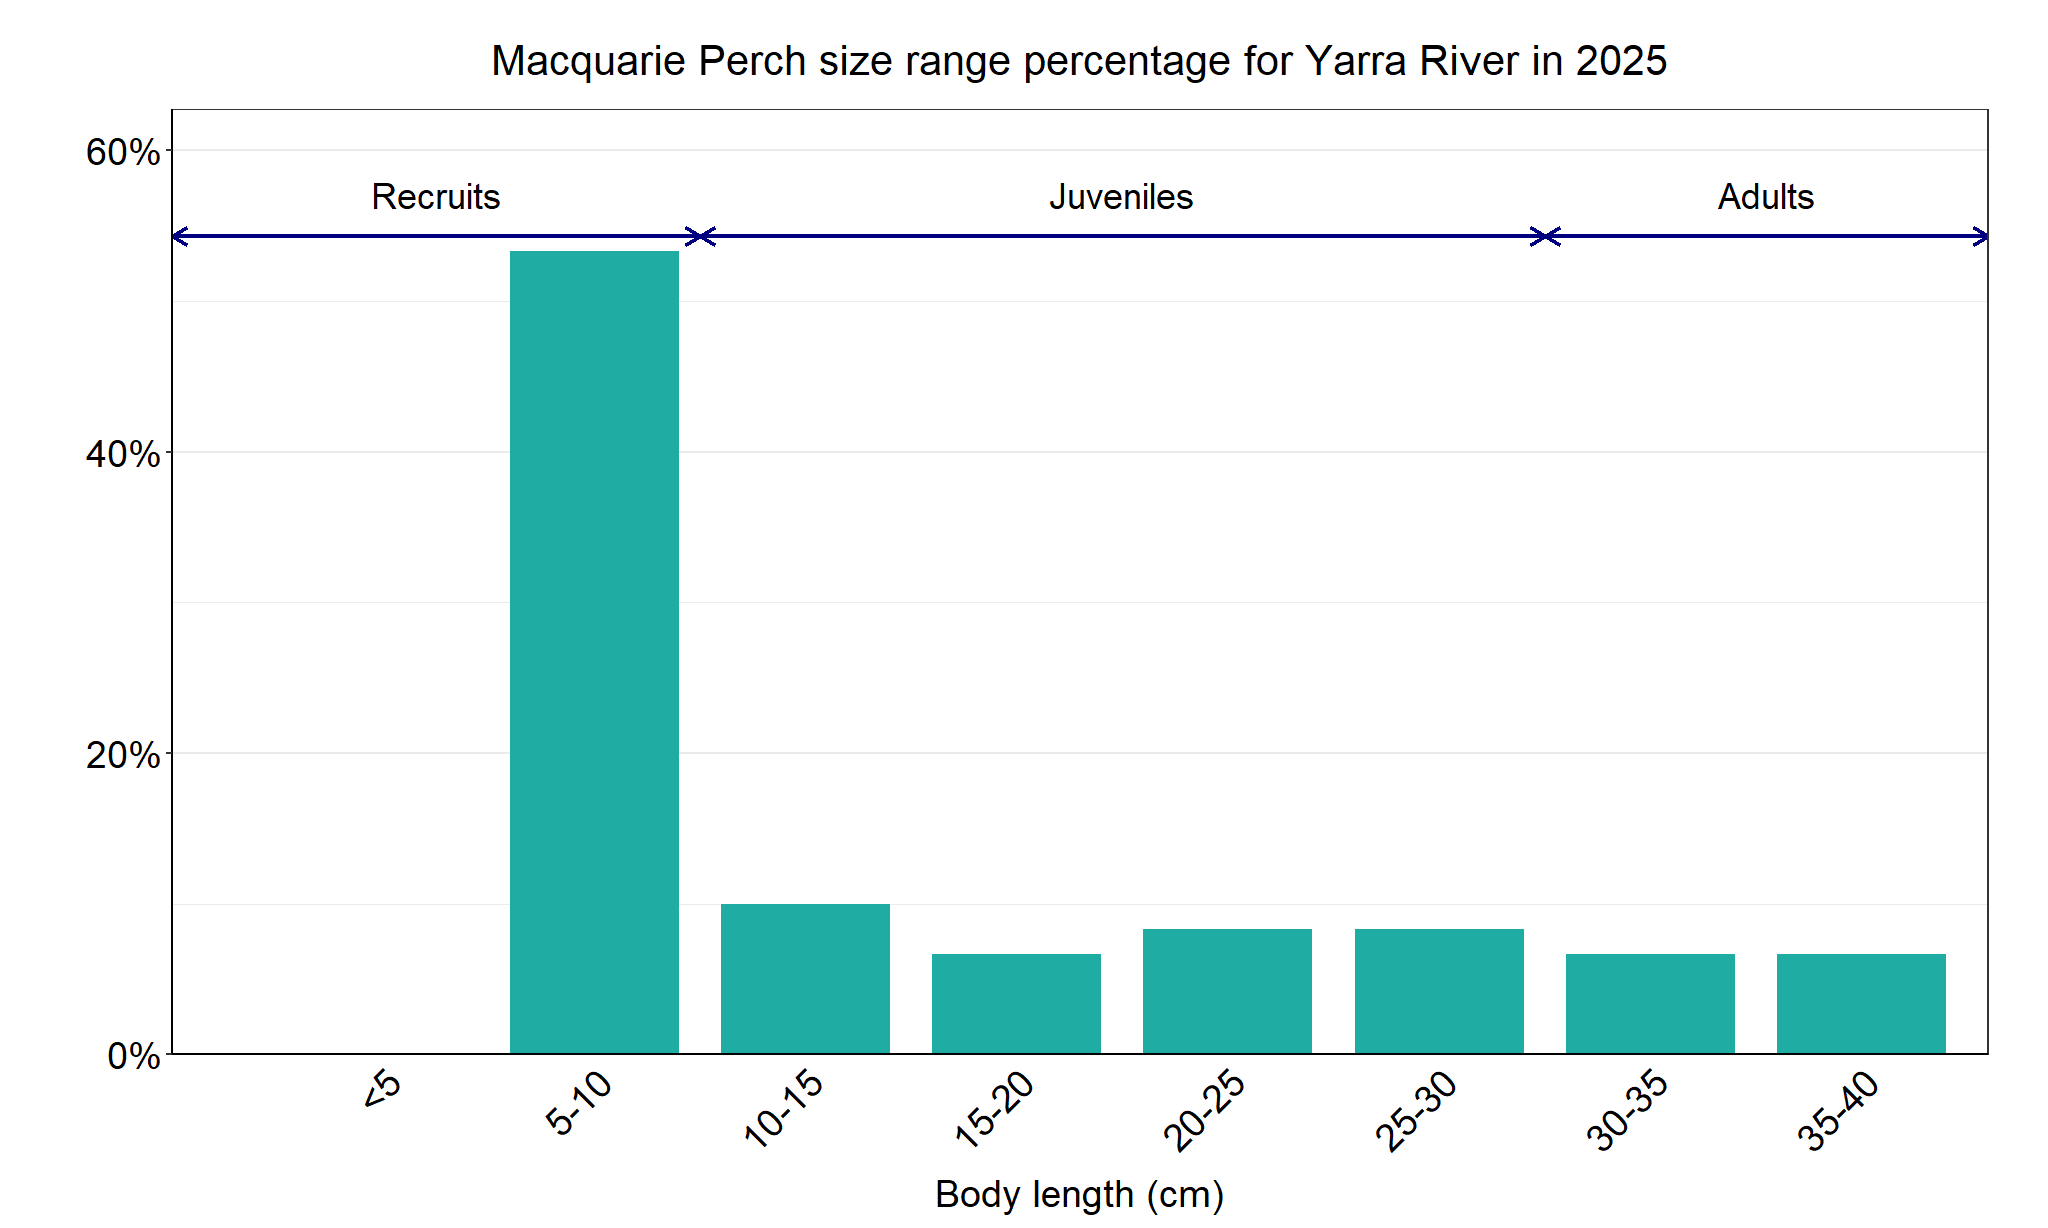 Macquarie Perch size range percentage for Yarra River in 2025
60%
Recruits Juveniles Adults
40%
20%
0%
<5 5-10 10-15 15-20 20-25 25-30 30-35 35-40
Body length (cm)